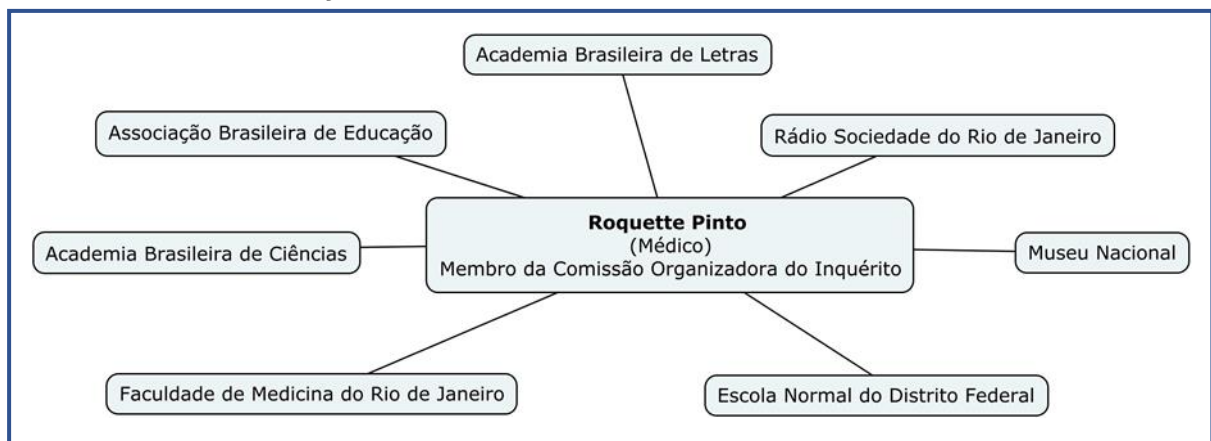 Academia Brasileira de Letras
Associação Brasileira de Educação
Rádio Sociedade do Rio de Janeiro
Roquette Pinto
(Médico)
Membro da Comissão Organizadora do Inquérito
Academia Brasileira de Ciências
Museu Nacional
Faculdade de Medicina do Rio de Janeiro
Escola Normal do Distrito Federal